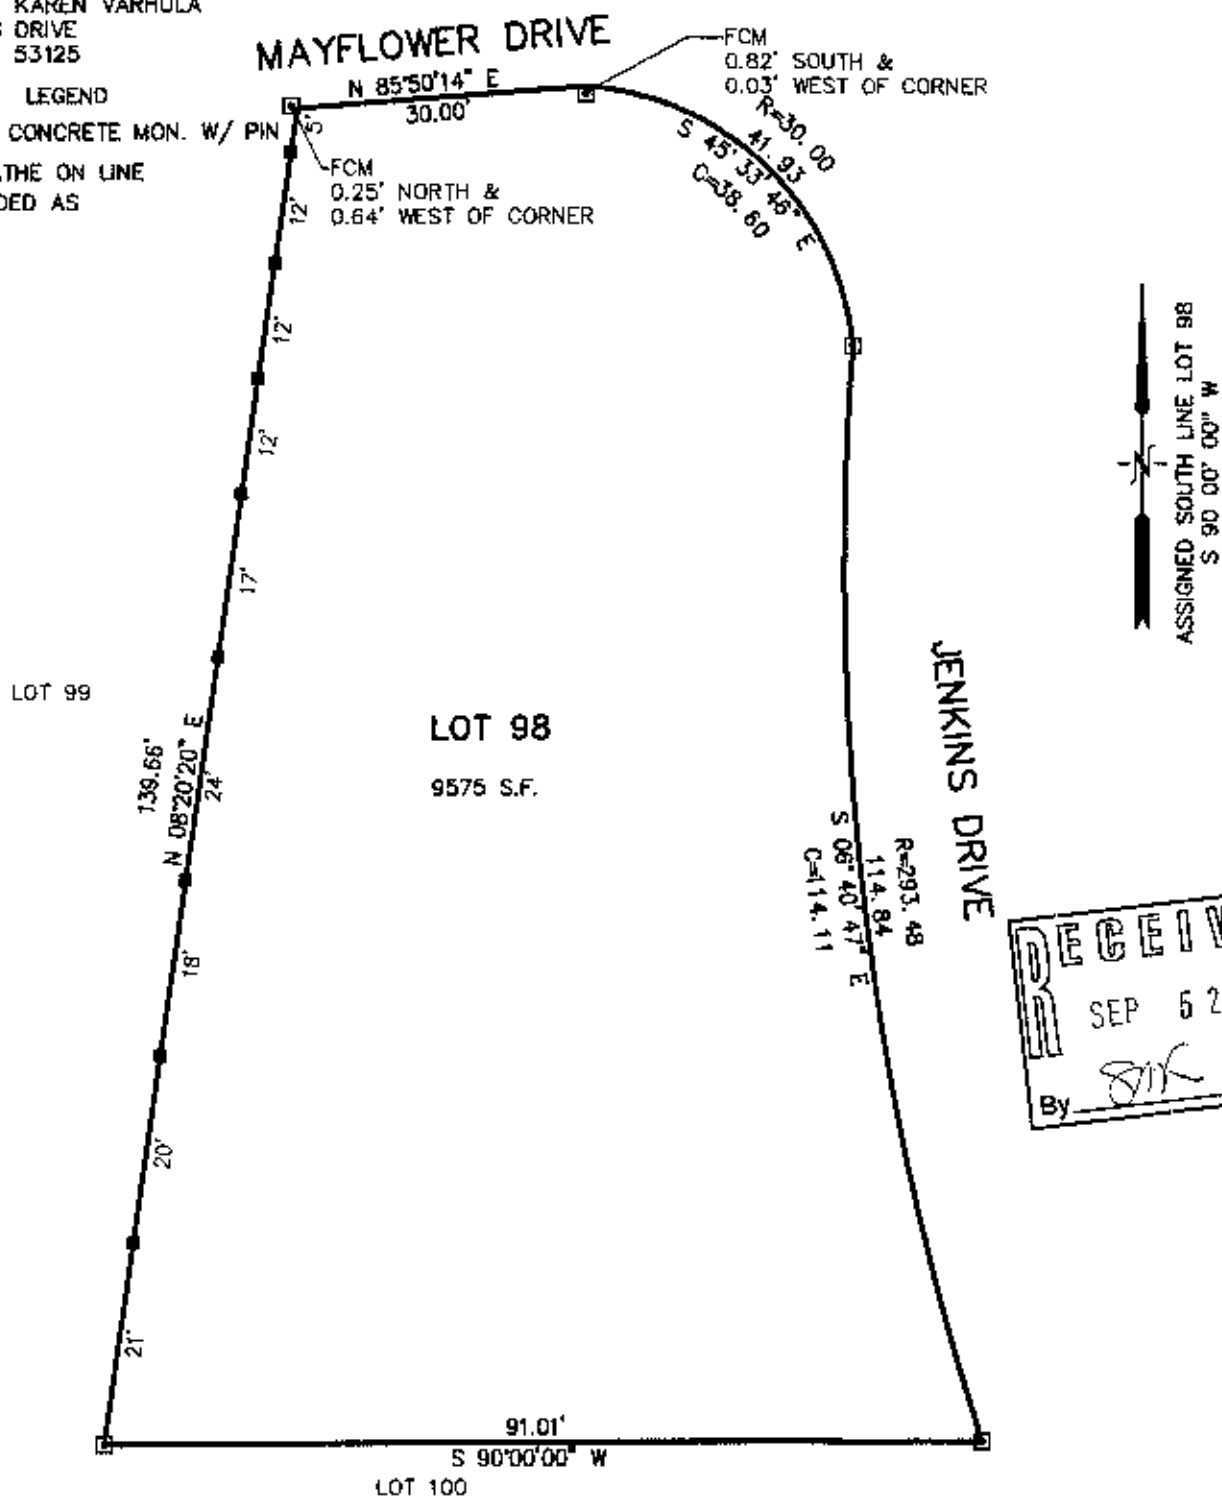 KAREN VARHULA
DRIVE
53125
LEGEND
CONCRETE MON. W/ PIN
THE ON LINE
DED AS
MAYFLOWER DRIVE
N 85°50'14" E
30.00'
FCM
0.82' SOUTH &
0.03' WEST OF CORNER
R=30.00
41.93
S 45° 33' 46" E
C=38.60
5'
FCM
0.25' NORTH &
0.64' WEST OF CORNER
12'
12'
12'
17'
24'
18'
20'
21'
139.66'
N 08°20'20" E
LOT 99
LOT 98
9575 S.F.
JENKINS DRIVE
R=293.48
114.84
S 06° 40' 47" E
C=114.11
N
ASSIGNED SOUTH LINE LOT 98
S 90° 00' 00" W
RECEIV
SEP 5 2
By
91.01'
S 90°00'00" W
LOT 100